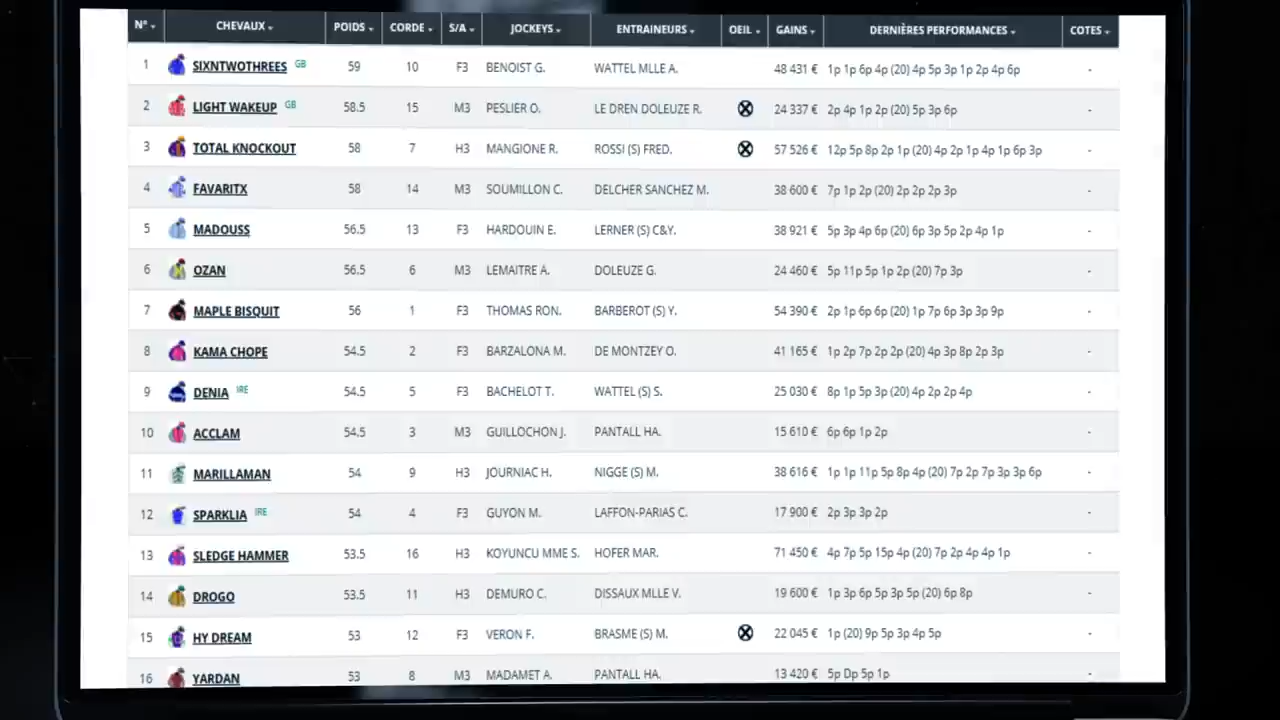 N° CHEVAUX POIDS CORDE S/A JOCKEYS ENTRAINEURS OEIL GAINS DERNIÈRES PERFORMANCES COTES
1 SIXNTWOTHREES GB 59 10 F3 BENOIST G. WATTEL MLLE A. 48 431 € 1p 1p 6p 4p (20) 4p 5p 3p 1p 2p 4p 6p -
2 LIGHT WAKEUP GB 58.5 15 M3 PESLIER O. LE DREN DOLEUZE R. 24 337 € 2p 4p 1p 2p (20) 5p 3p 6p -
3 TOTAL KNOCKOUT 58 7 H3 MANGIONE R. ROSSI (S) FRED. 57 526 € 12p 5p 8p 2p 1p (20) 4p 2p 1p 4p 1p 6p 3p -
4 FAVARITX 58 14 M3 SOUMILLON C. DELCHER SANCHEZ M. 38 600 € 7p 1p 2p (20) 2p 2p 2p 3p -
5 MADOUSS 56.5 13 F3 HARDOUIN E. LERNER (S) C&Y. 38 921 € 5p 3p 4p 6p (20) 6p 3p 5p 2p 4p 1p -
6 OZAN 56.5 6 M3 LEMAITRE A. DOLEUZE G. 24 460 € 5p 11p 5p 1p 2p (20) 7p 3p -
7 MAPLE BISQUIT 56 1 F3 THOMAS RON. BARBEROT (S) Y. 54 390 € 2p 1p 6p 6p (20) 1p 7p 6p 3p 3p 9p -
8 KAMA CHOPE 54.5 2 F3 BARZALONA M. DE MONTZEY O. 41 165 € 1p 2p 7p 2p 2p (20) 4p 3p 8p 2p 3p -
9 DENIA IRE 54.5 5 F3 BACHELOT T. WATTEL (S) S. 25 030 € 8p 1p 5p 3p (20) 4p 2p 2p 4p -
10 ACCLAM 54.5 3 M3 GUILLOCHON J. PANTALL HA. 15 610 € 6p 6p 1p 2p -
11 MARILLAMAN 54 9 H3 JOURNIAC H. NIGGE (S) M. 38 616 € 1p 1p 11p 5p 8p 4p (20) 7p 2p 7p 3p 3p 6p -
12 SPARKLIA IRE 54 4 F3 GUYON M. LAFFON-PARIAS C. 17 900 € 2p 3p 3p 2p -
13 SLEDGE HAMMER 53.5 16 H3 KOYUNCU MME S. HOFER MAR. 71 450 € 4p 7p 5p 15p 4p (20) 7p 2p 4p 4p 1p -
14 DROGO 53.5 11 H3 DEMURO C. DISSAUX MLLE V. 19 600 € 1p 3p 6p 5p 3p 5p (20) 6p 8p -
15 HY DREAM 53 12 F3 VERON F. BRASME (S) M. 22 045 € 1p (20) 9p 5p 3p 4p 5p -
16 YARDAN 53 8 M3 MADAMET A. PANTALL HA. 13 420 € 5p Dp 5p 1p -